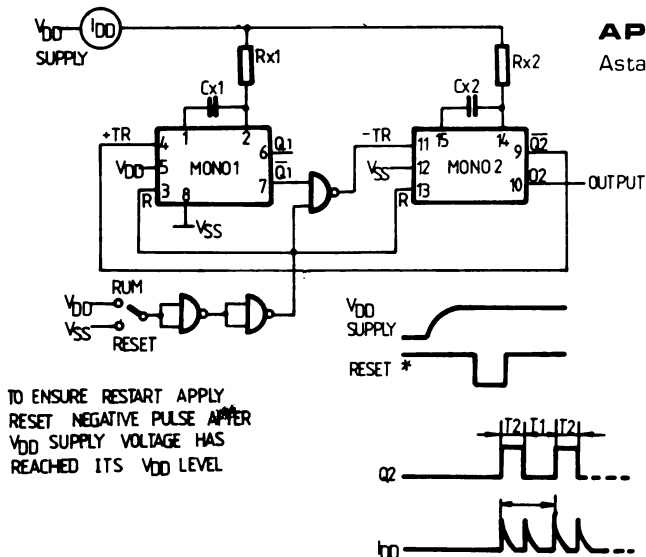 VDD
IDD
SUPPLY
AP
Asta
Rx1
Rx2
Cx1
Cx2
+TR
4
1
2
VDD
5
MONO1
6
Q1
3
8
7
Q1
R
VSS
-TR
11
15
14
VSS
12
MONO 2
9
Q2
13
10
Q2
OUTPUT
R
RUM
VDD
VSS
RESET
VDD
SUPPLY
RESET *
TO ENSURE RESTART APPLY
RESET NEGATIVE PULSE AFTER
VDD SUPPLY VOLTAGE HAS
REACHED ITS VDD LEVEL
T2 T1 T2
Q2
IDD